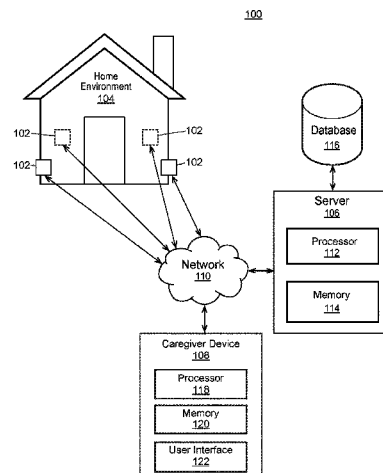 100
Home
Environment
104
102
102
102
102
Database
116
Server
106
Processor
112
Memory
114
Network
110
Caregiver Device
108
Processor
118
Memory
120
User Interface
122